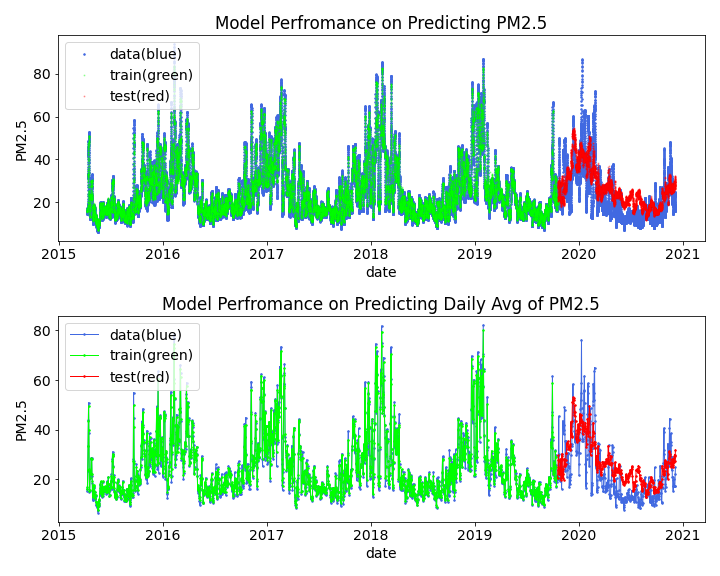 Model Perfromance on Predicting PM2.5
data(blue)
train(green)
test(red)
80
60
40
20
PM2.5
2015 2016 2017 2018 2019 2020 2021
date
Model Perfromance on Predicting Daily Avg of PM2.5
data(blue)
train(green)
test(red)
80
60
40
20
PM2.5
2015 2016 2017 2018 2019 2020 2021
date